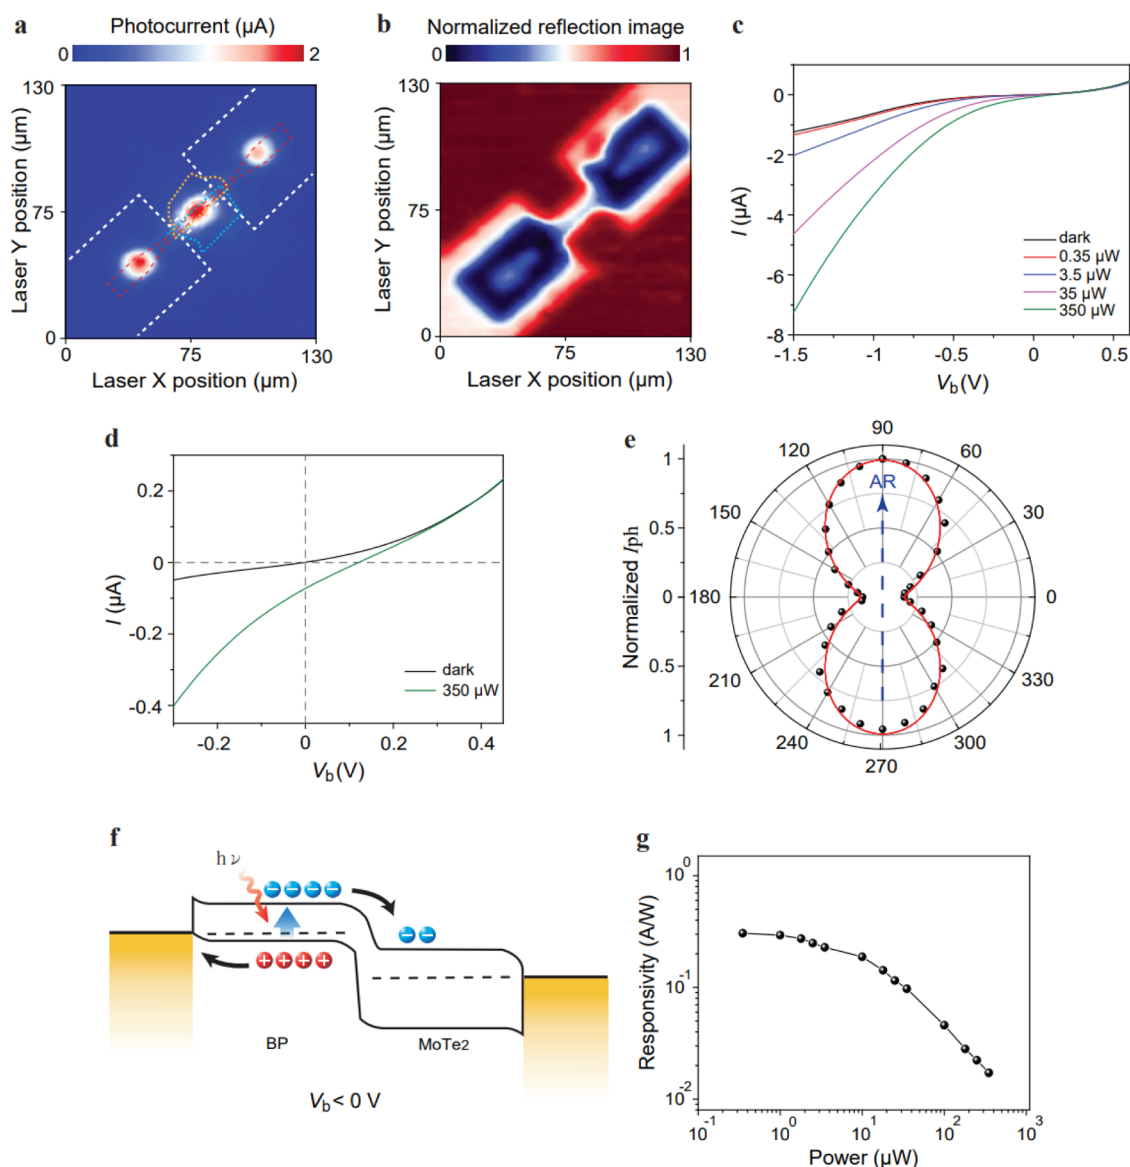 a
Photocurrent (µA)
0
2
130
75
0
Laser Y position (µm)
0
75
130
Laser X position (µm)
b
Normalized reflection image
0
1
130
75
0
Laser Y position (µm)
0
75
130
Laser X position (µm)
c
0
-2
-4
-6
-8
I (µA)
dark
0.35 µW
3.5 µW
35 µW
350 µW
-1.5
-1
-0.5
0
0.5
Vb(V)
d
0.2
0
-0.2
-0.4
I (µA)
dark
350 µW
-0.2
0
0.2
0.4
Vb(V)
e
1
0.5
0
0.5
1
Normalized Iph
90
120
60
AR
150
30
180
0
210
330
240
300
270
f
hν
− − − −
− −
+ + + +
BP
MoTe2
Vb< 0 V
g
10^0
10^-1
10^-2
Responsivity (A/W)
10^-1
10^0
10^1
10^2
10^3
Power (µW)